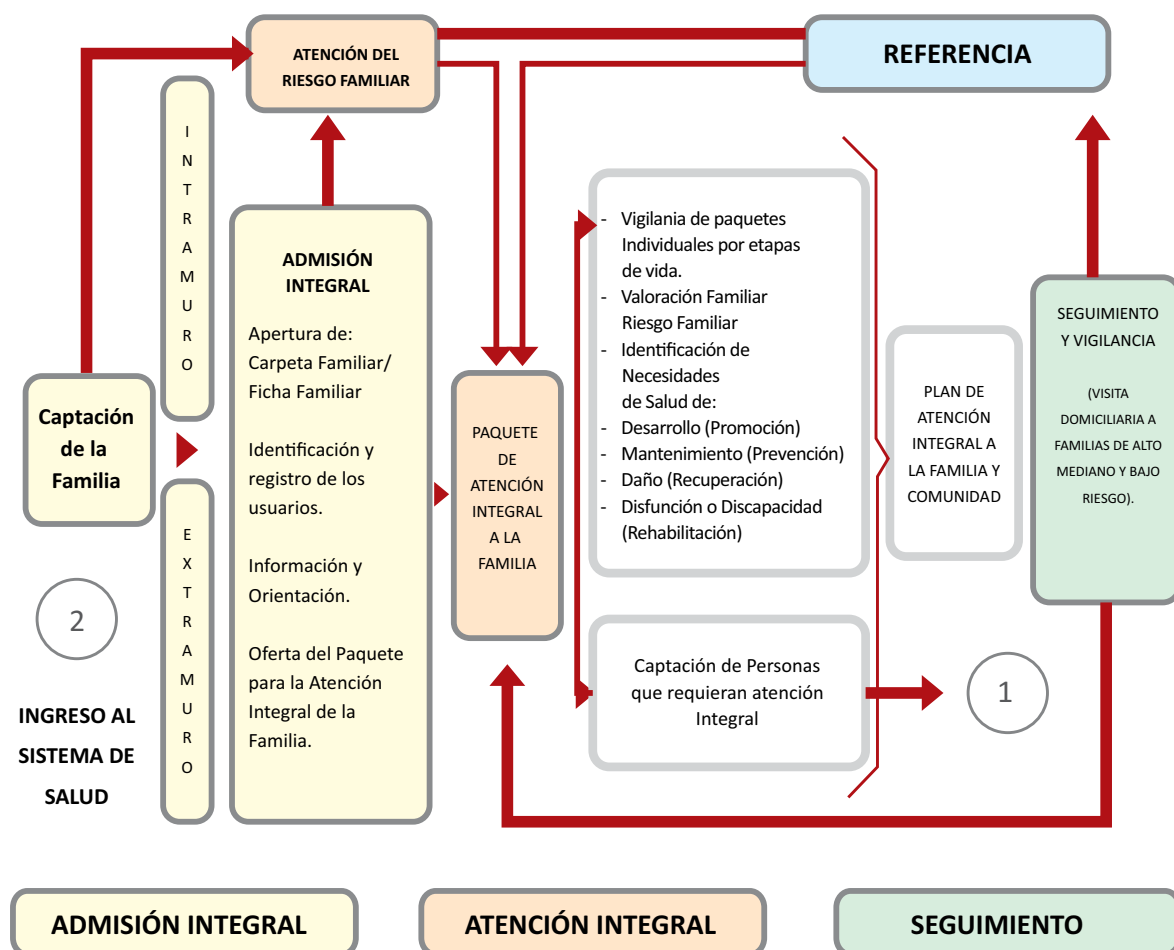 ATENCIÓN DEL
RIESGO FAMILIAR
REFERENCIA
I
N
T
R
A
M
U
R
O
Captación
de la
Familia
E
X
T
R
A
M
U
R
O
2
INGRESO AL
SISTEMA DE
SALUD
ADMISIÓN
INTEGRAL
Apertura de:
Carpeta Familiar/
Ficha Familiar
Identificación y
registro de los
usuarios.
Información y
Orientación.
Oferta del Paquete
para la Atención
Integral de la
Familia.
PAQUETE
DE
ATENCIÓN
INTEGRAL
A LA
FAMILIA
- Vigilania de paquetes
Individuales por etapas
de vida.
- Valoración Familiar
Riesgo Familiar
- Identificación de
Necesidades
de Salud de:
- Desarrollo (Promoción)
- Mantenimiento (Prevención)
- Daño (Recuperación)
- Disfunción o Discapacidad
(Rehabilitación)
Captación de Personas
que requieran atención
Integral
1
PLAN DE
ATENCIÓN
INTEGRAL A
LA FAMILIA Y
COMUNIDAD
SEGUIMIENTO
Y VIGILANCIA
(VISITA
DOMICILIARIA A
FAMILIAS DE ALTO
MEDIANO Y BAJO
RIESGO).
ADMISIÓN INTEGRAL
ATENCIÓN INTEGRAL
SEGUIMIENTO